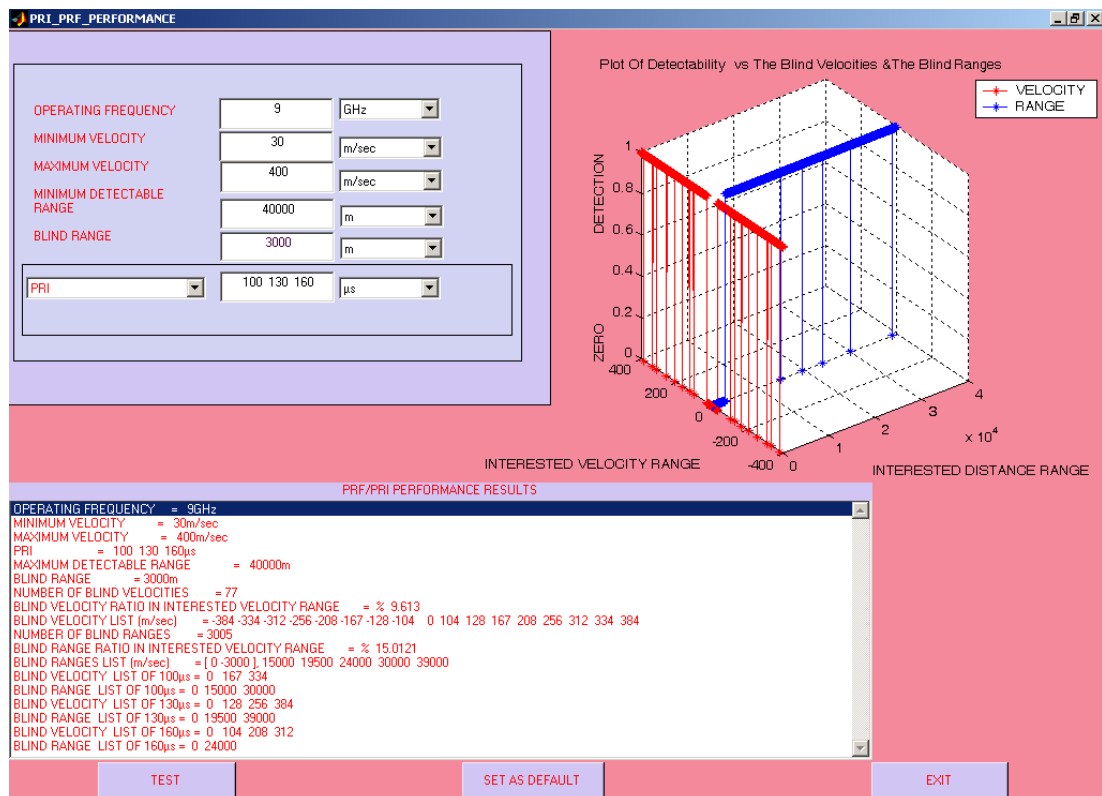 PRI_PRF_PERFORMANCE
OPERATING FREQUENCY 9 GHz
MINIMUM VELOCITY 30 m/sec
MAXIMUM VELOCITY 400 m/sec
MINIMUM DETECTABLE
RANGE 40000 m
BLIND RANGE 3000 m
PRI 100 130 160 µs
Plot Of Detectability vs The Blind Velocities &The Blind Ranges
VELOCITY
RANGE
ZERO DETECTION
1
0.8
0.6
0.4
0.2
0
400
200
0
-200
-400
0
1
2
3
4
x 10^4
INTERESTED VELOCITY RANGE
INTERESTED DISTANCE RANGE
PRF/PRI PERFORMANCE RESULTS
OPERATING FREQUENCY = 9GHz
MINIMUM VELOCITY = 30m/sec
MAXIMUM VELOCITY = 400m/sec
PRI = 100 130 160µs
MAXIMUM DETECTABLE RANGE = 40000m
BLIND RANGE = 3000m
NUMBER OF BLIND VELOCITIES = 77
BLIND VELOCITY RATIO IN INTERESTED VELOCITY RANGE = % 9.613
BLIND VELOCITY LIST (m/sec) = -384 -334 -312 -256 -208 -167 -128 -104 0 104 128 167 208 256 312 334 384
NUMBER OF BLIND RANGES = 3005
BLIND RANGE RATIO IN INTERESTED VELOCITY RANGE = % 15.0121
BLIND RANGES LIST (m/sec) = [ 0 -3000 ], 15000 19500 24000 30000 39000
BLIND VELOCITY LIST OF 100µs = 0 167 334
BLIND RANGE LIST OF 100µs = 0 15000 30000
BLIND VELOCITY LIST OF 130µs = 0 128 256 384
BLIND RANGE LIST OF 130µs = 0 19500 39000
BLIND VELOCITY LIST OF 160µs = 0 104 208 312
BLIND RANGE LIST OF 160µs = 0 24000
TEST
SET AS DEFAULT
EXIT